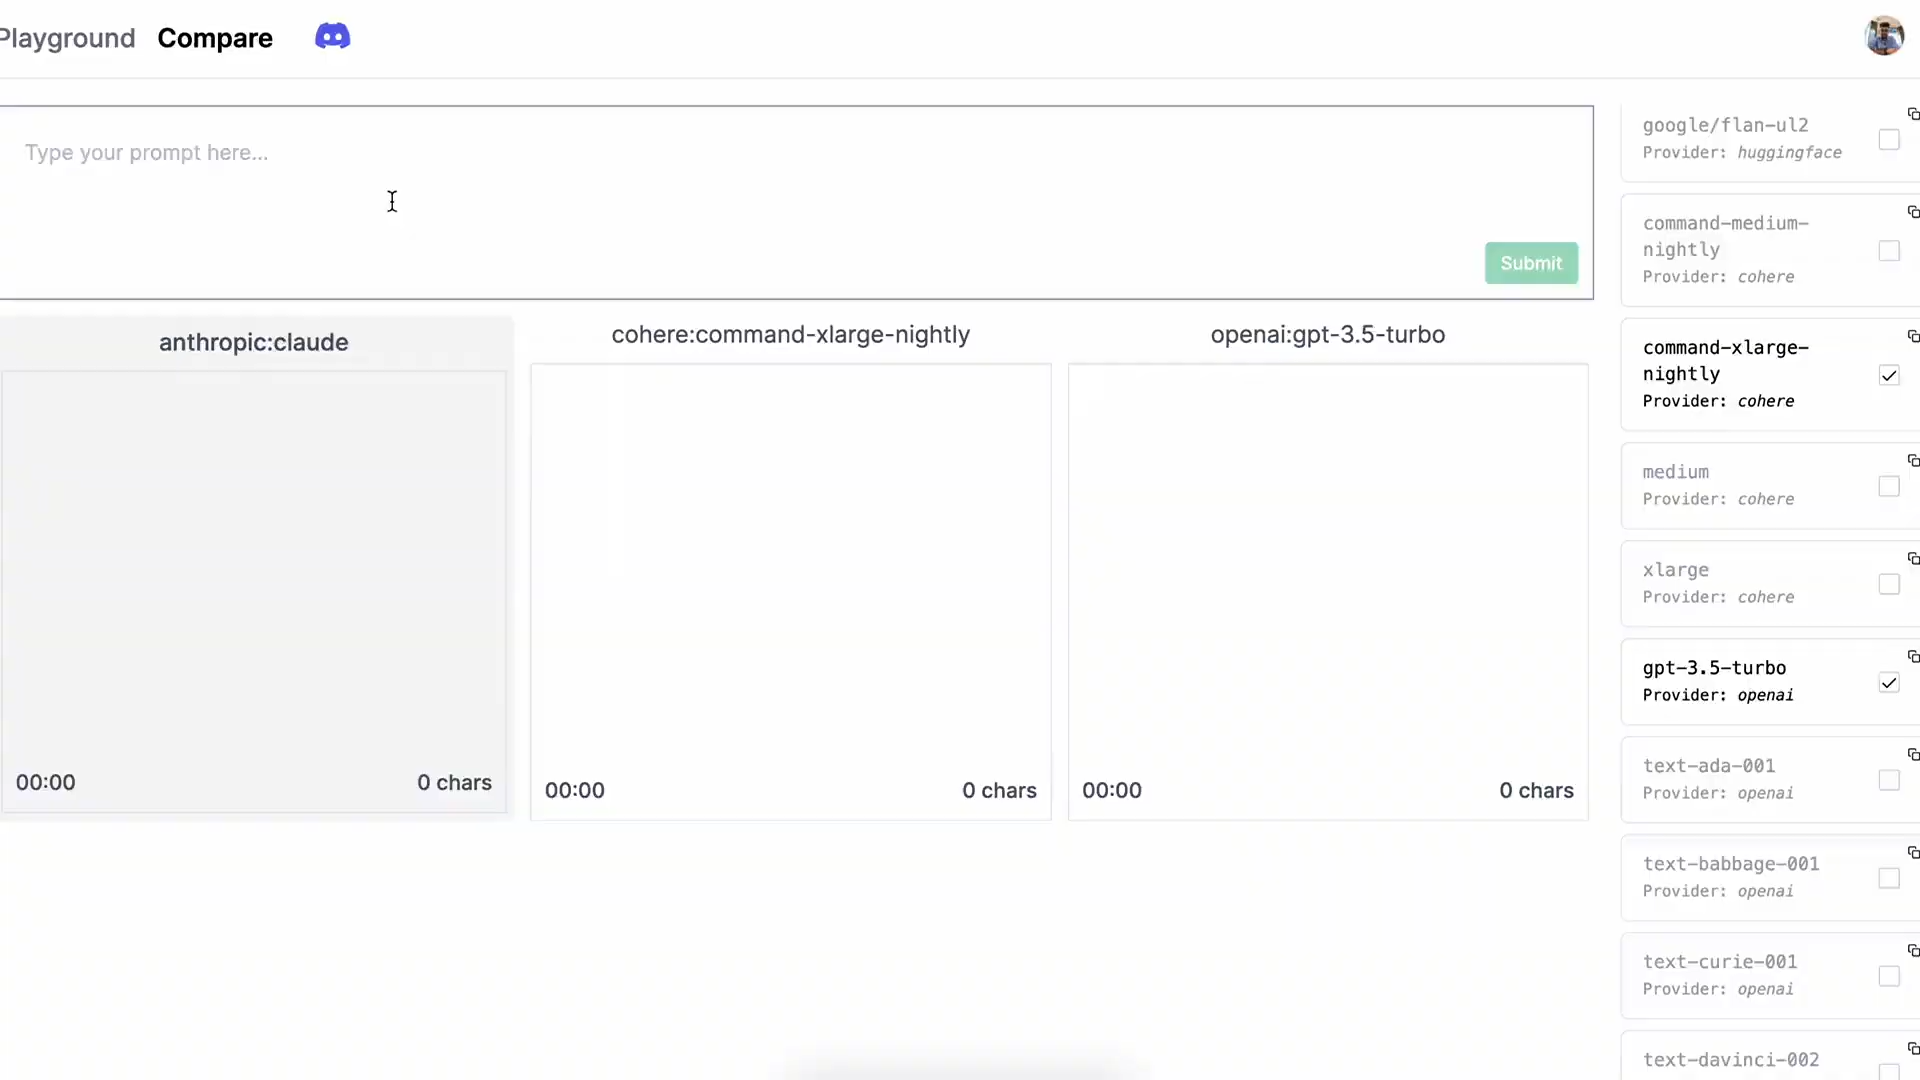 Playground Compare
Type your prompt here...
Submit
anthropic:claude
00:00 0 chars
cohere:command-xlarge-nightly
00:00 0 chars
openai:gpt-3.5-turbo
00:00 0 chars
google/flan-ul2
Provider: huggingface
command-medium-
nightly
Provider: cohere
command-xlarge-
nightly
Provider: cohere
medium
Provider: cohere
xlarge
Provider: cohere
gpt-3.5-turbo
Provider: openai
text-ada-001
Provider: openai
text-babbage-001
Provider: openai
text-curie-001
Provider: openai
text-davinci-002